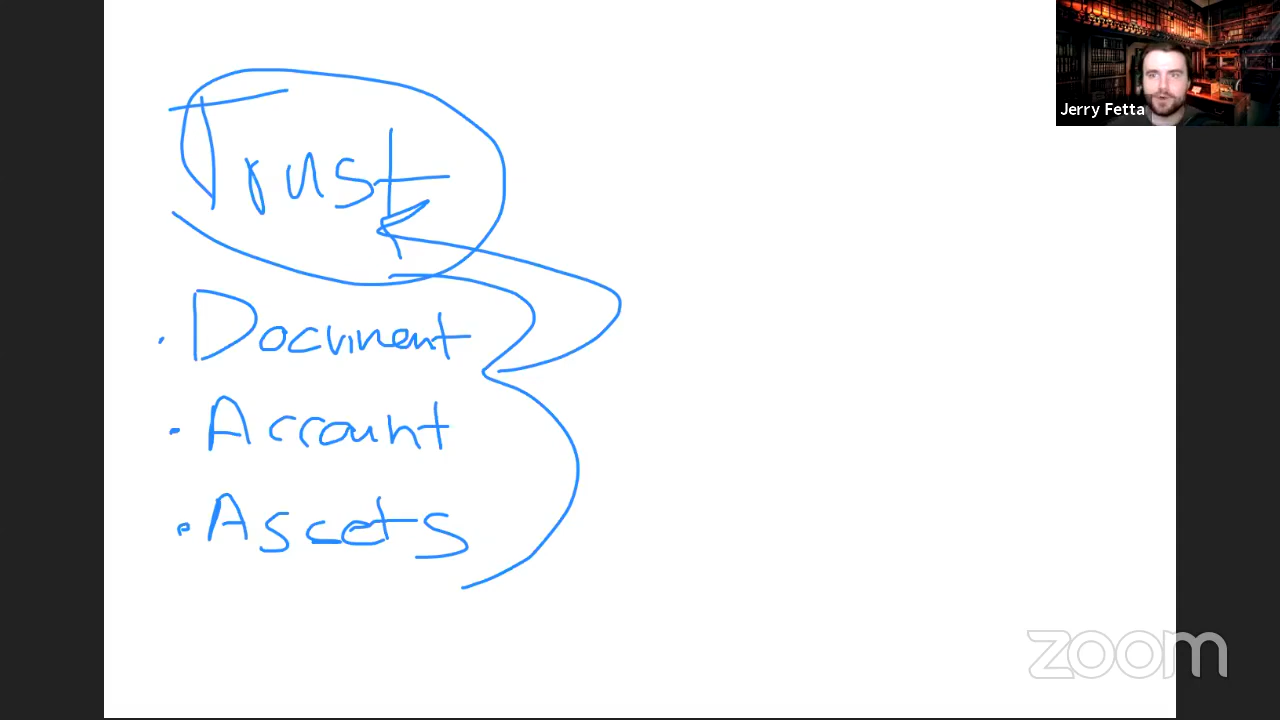 Jerry Fetta
Trust
· Document
· Account
· Assets
zoom